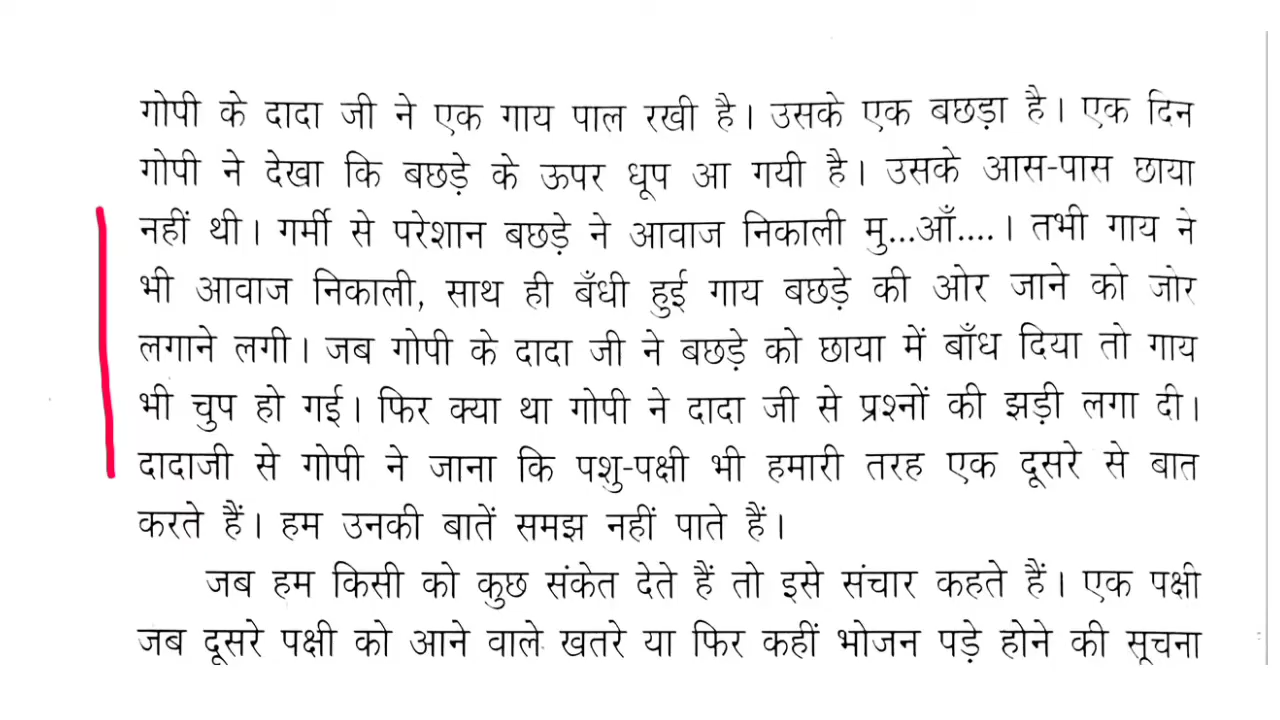 गोपी के दादा जी ने एक गाय पाल रखी है। उसके एक बछड़ा है। एक दिन
गोपी ने देखा कि बछड़े के ऊपर धूप आ गयी है। उसके आस-पास छाया
नहीं थी। गर्मी से परेशान बछड़े ने आवाज निकाली मु...आँ....। तभी गाय ने
भी आवाज निकाली, साथ ही बँधी हुई गाय बछड़े की ओर जाने को जोर
लगाने लगी। जब गोपी के दादा जी ने बछड़े को छाया में बाँध दिया तो गाय
भी चुप हो गई। फिर क्या था गोपी ने दादा जी से प्रश्नों की झड़ी लगा दी।
दादाजी से गोपी ने जाना कि पशु-पक्षी भी हमारी तरह एक दूसरे से बात
करते हैं। हम उनकी बातें समझ नहीं पाते हैं।
जब हम किसी को कुछ संकेत देते हैं तो इसे संचार कहते हैं। एक पक्षी
जब दूसरे पक्षी को आने वाले खतरे या फिर कहीं भोजन पड़े होने की सूचना